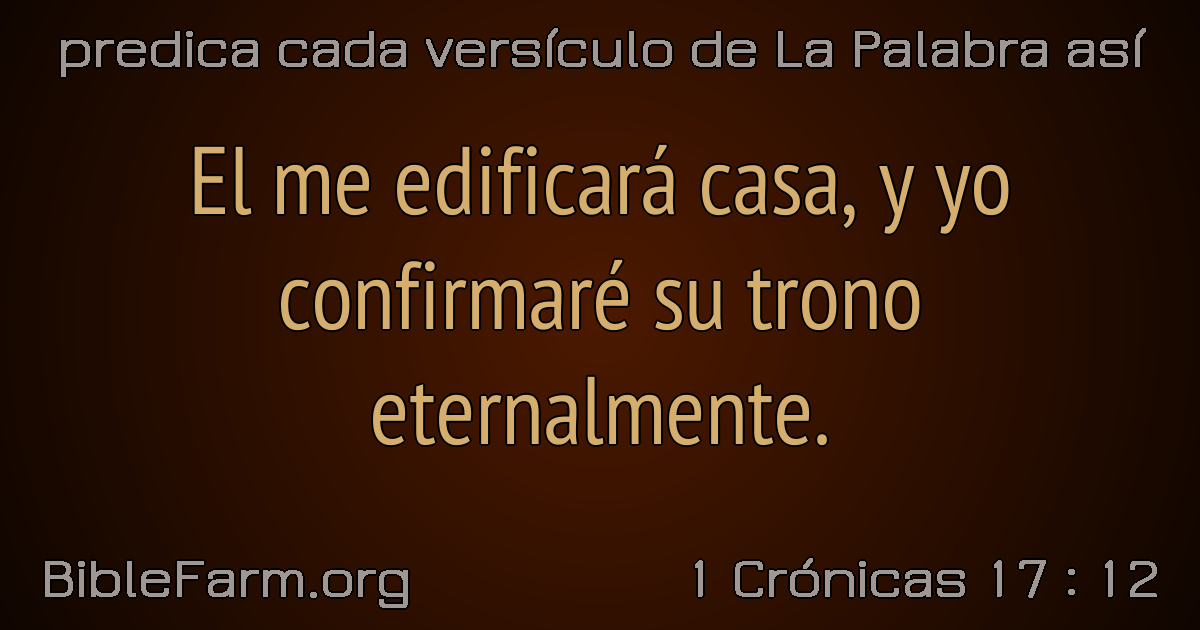 predica cada versículo de La Palabra así
El me edificará casa, y yo
confirmaré su trono
eternalmente.
BibleFarm.org
1 Crónicas 17 : 12